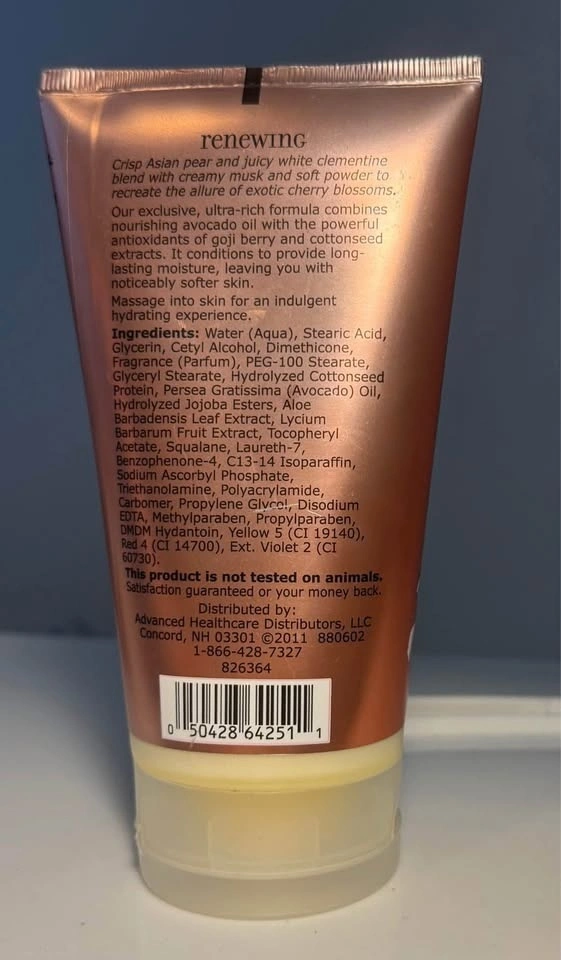 renewing
Crisp Asian pear and juicy white clementine
blend with creamy musk and soft powder to
recreate the allure of exotic cherry blossoms.
Our exclusive, ultra-rich formula combines
nourishing avocado oil with the powerful
antioxidants of goji berry and cottonseed
extracts. It conditions to provide long-
lasting moisture, leaving you with
noticeably softer skin.
Massage into skin for an indulgent
hydrating experience.
Ingredients: Water (Aqua), Stearic Acid,
Glycerin, Cetyl Alcohol, Dimethicone,
Fragrance (Parfum), PEG-100 Stearate,
Glyceryl Stearate, Hydrolyzed Cottonseed
Protein, Persea Gratissima (Avocado) Oil,
Hydrolyzed Jojoba Esters, Aloe
Barbadensis Leaf Extract, Lycium
Barbarum Fruit Extract, Tocopheryl
Acetate, Squalane, Laureth-7,
Benzophenone-4, C13-14 Isoparaffin,
Sodium Ascorbyl Phosphate,
Triethanolamine, Polyacrylamide,
Carbomer, Propylene Glycol, Disodium
EDTA, Methylparaben, Propylparaben,
DMDM Hydantoin, Yellow 5 (CI 19140),
Red 4 (CI 14700), Ext. Violet 2 (CI
60730).
This product is not tested on animals.
Satisfaction guaranteed or your money back.
Distributed by:
Advanced Healthcare Distributors, LLC
Concord, NH 03301 ©2011 880602
1-866-428-7327
826364
0 50428 64251 1